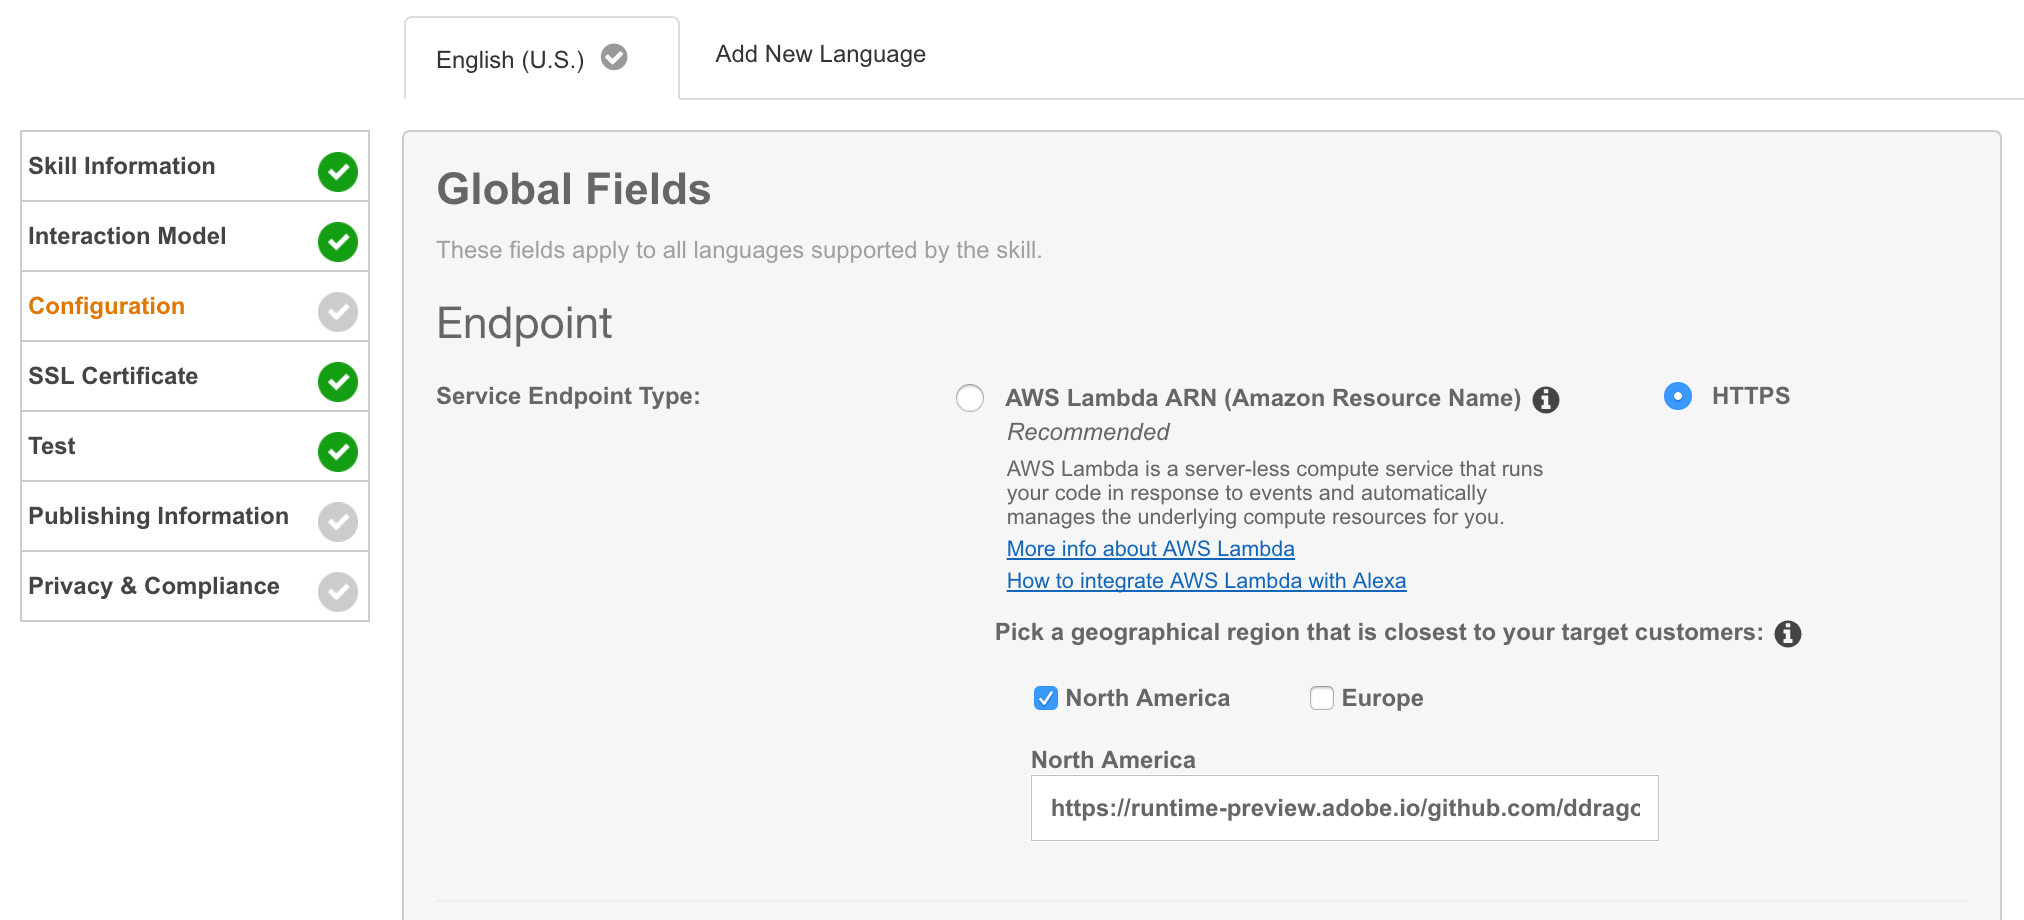 English (U.S.)
Add New Language
Skill Information
Interaction Model
Configuration
SSL Certificate
Test
Publishing Information
Privacy & Compliance
Global Fields
These fields apply to all languages supported by the skill.
Endpoint
Service Endpoint Type:
AWS Lambda ARN (Amazon Resource Name)
HTTPS
Recommended
AWS Lambda is a server-less compute service that runs
your code in response to events and automatically
manages the underlying compute resources for you.
More info about AWS Lambda
How to integrate AWS Lambda with Alexa
Pick a geographical region that is closest to your target customers:
North America
Europe
North America
https://runtime-preview.adobe.io/github.com/ddrago